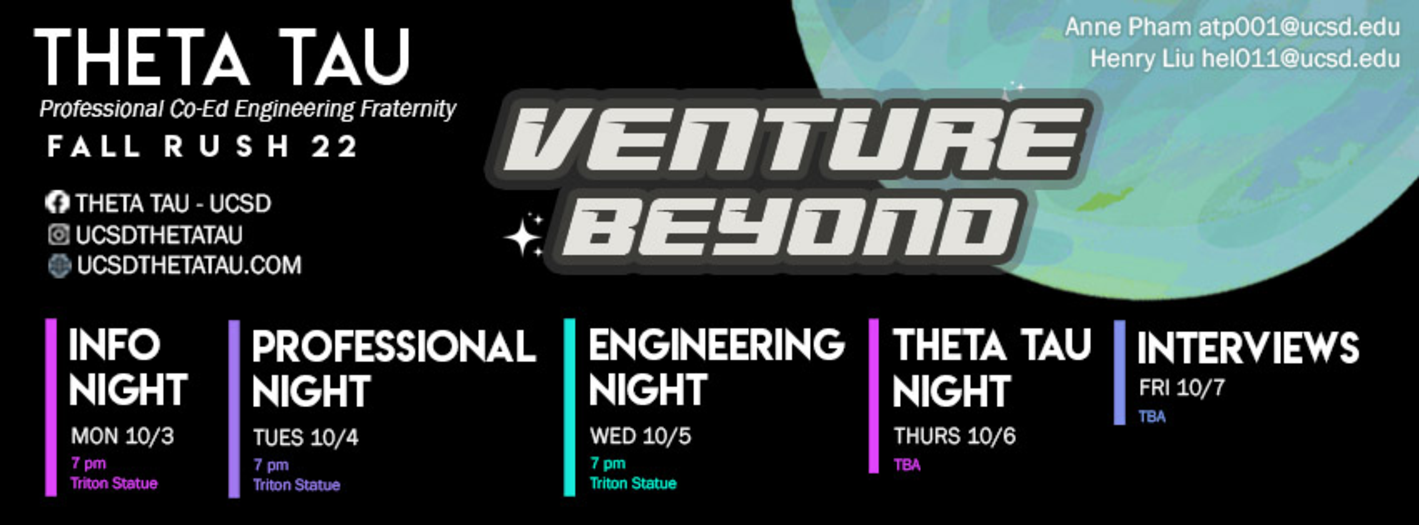 THETA TAU
Professional Co-Ed Engineering Fraternity
FALL RUSH 22
THETA TAU - UCSD
UCSDTHETATAU
UCSDTHETATAU.COM
Anne Pham atp001@ucsd.edu
Henry Liu hel011@ucsd.edu
VENTURE
BEYOND
INFO
NIGHT
MON 10/3
7 pm
Triton Statue
PROFESSIONAL
NIGHT
TUES 10/4
7 pm
Triton Statue
ENGINEERING
NIGHT
WED 10/5
7 pm
Triton Statue
THETA TAU
NIGHT
THURS 10/6
TBA
INTERVIEWS
FRI 10/7
TBA